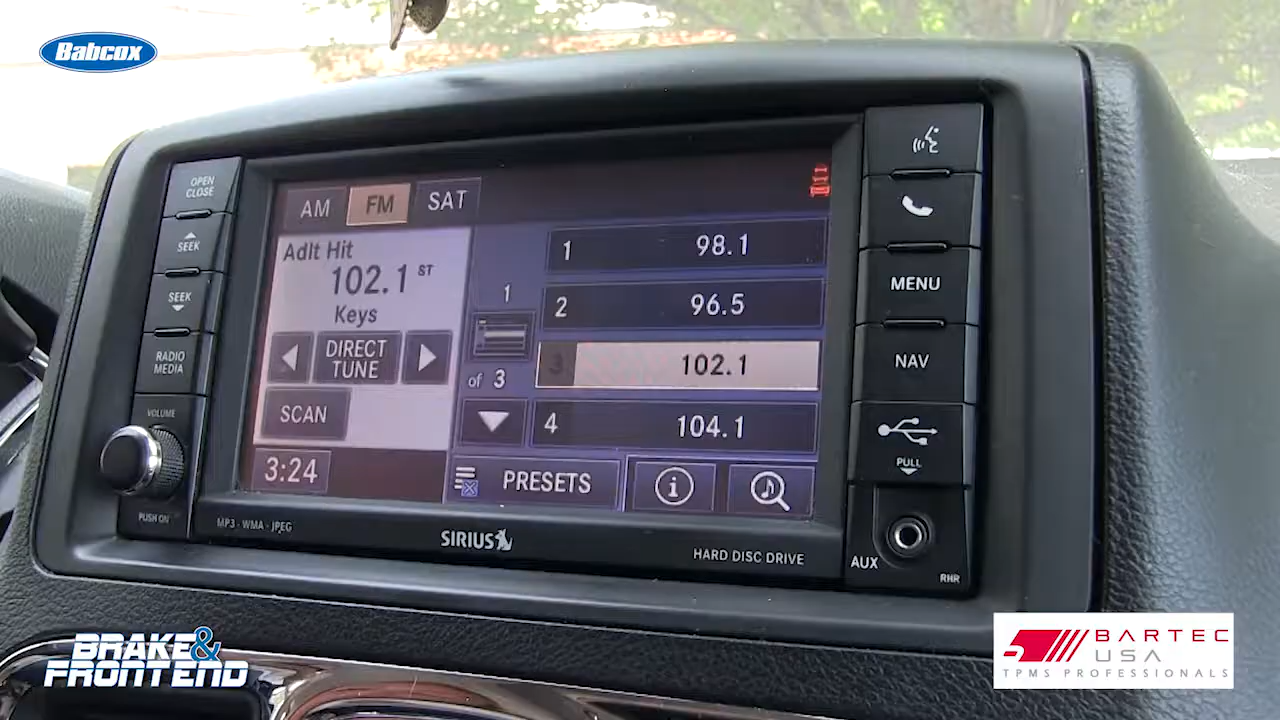 Babcox
OPEN
CLOSE
SEEK
SEEK
RADIO
MEDIA
VOLUME
PUSH ON
AM
FM
SAT
Adlt Hit
102.1 ST
Keys
DIRECT
TUNE
SCAN
3:24
1
of 3
1 98.1
2 96.5
3 102.1
4 104.1
PRESETS
i
MENU
NAV
PULL
AUX
RHR
MP3 · WMA · JPEG
SIRIUS
HARD DISC DRIVE
BRAKE&
FRONT END
BARTEC
USA
TPMS PROFESSIONALS